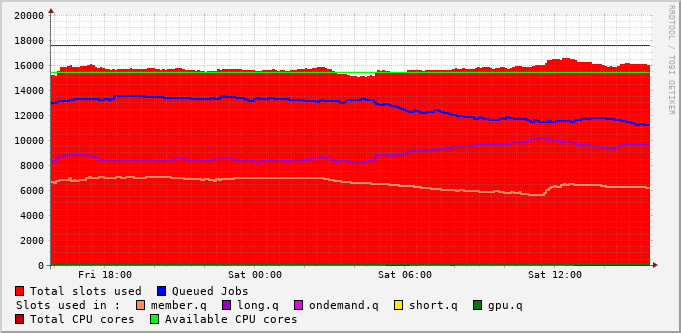 20000
18000
16000
14000
12000
10000
8000
6000
4000
2000
0
Fri 18:00 Sat 00:00 Sat 06:00 Sat 12:00
RRDTOOL / TOBI OETIKER
Total slots used Queued Jobs
Slots used in : member.q long.q ondemand.q short.q gpu.q
Total CPU cores Available CPU cores